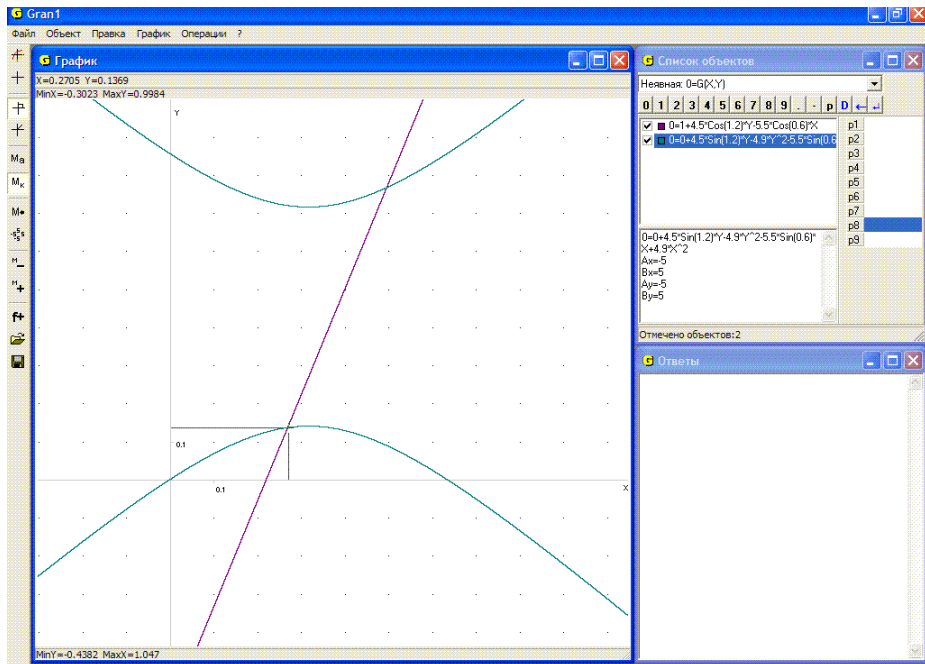 G Gran1
Файл Объект Правка График Операции ?
G График
X=0.2705 Y=0.1369
MinX=-0.3023 MaxY=0.9984
Y
0.1
0.1
X
MinY=-0.4382 MaxX=1.047
Ма
Мк
М
S S S
М
М +
f+
G Список объектов
Неявная: 0=G(X,Y)
0 1 2 3 4 5 6 7 8 9 . - p D
0=1+4.5*Cos(1.2)*Y-5.5*Cos(0.6)*X
0=0+4.5*Sin(1.2)*Y-4.9*Y^2-5.5*Sin(0.6
p1
p2
p3
p4
p5
p6
p7
p8
p9
0=0+4.5*Sin(1.2)*Y-4.9*Y^2-5.5*Sin(0.6)*
X+4.9*X^2
Ax=-5
Bx=5
Ay=-5
By=5
Отмечено объектов:2
G Ответы